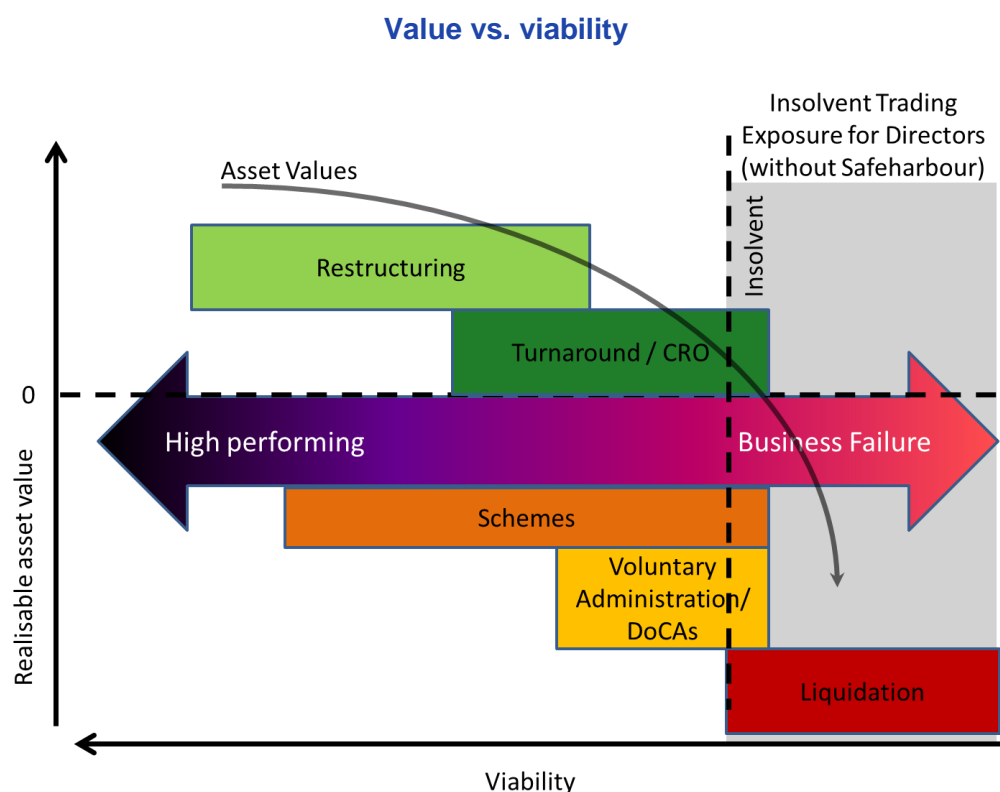 Value vs. viability
Insolvent Trading
Exposure for Directors
(without Safeharbour)
Asset Values
Insolvent
Restructuring
Turnaround / CRO
0
High performing
Business Failure
Realisable asset value
Schemes
Voluntary
Administration/
DoCAs
Liquidation
Viability